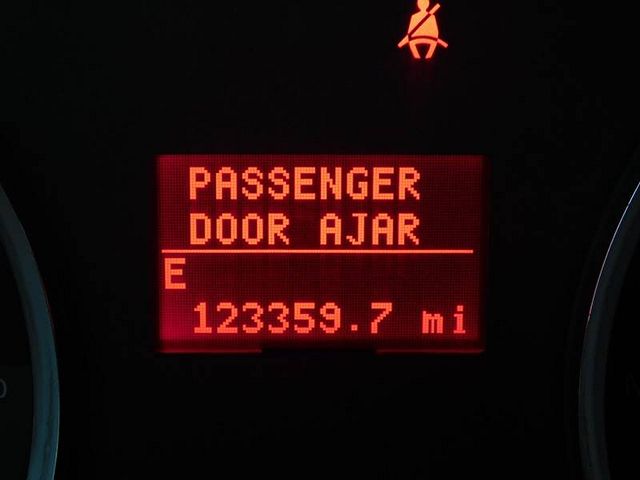 PASSENGER
DOOR AJAR
E
123359.7 mi